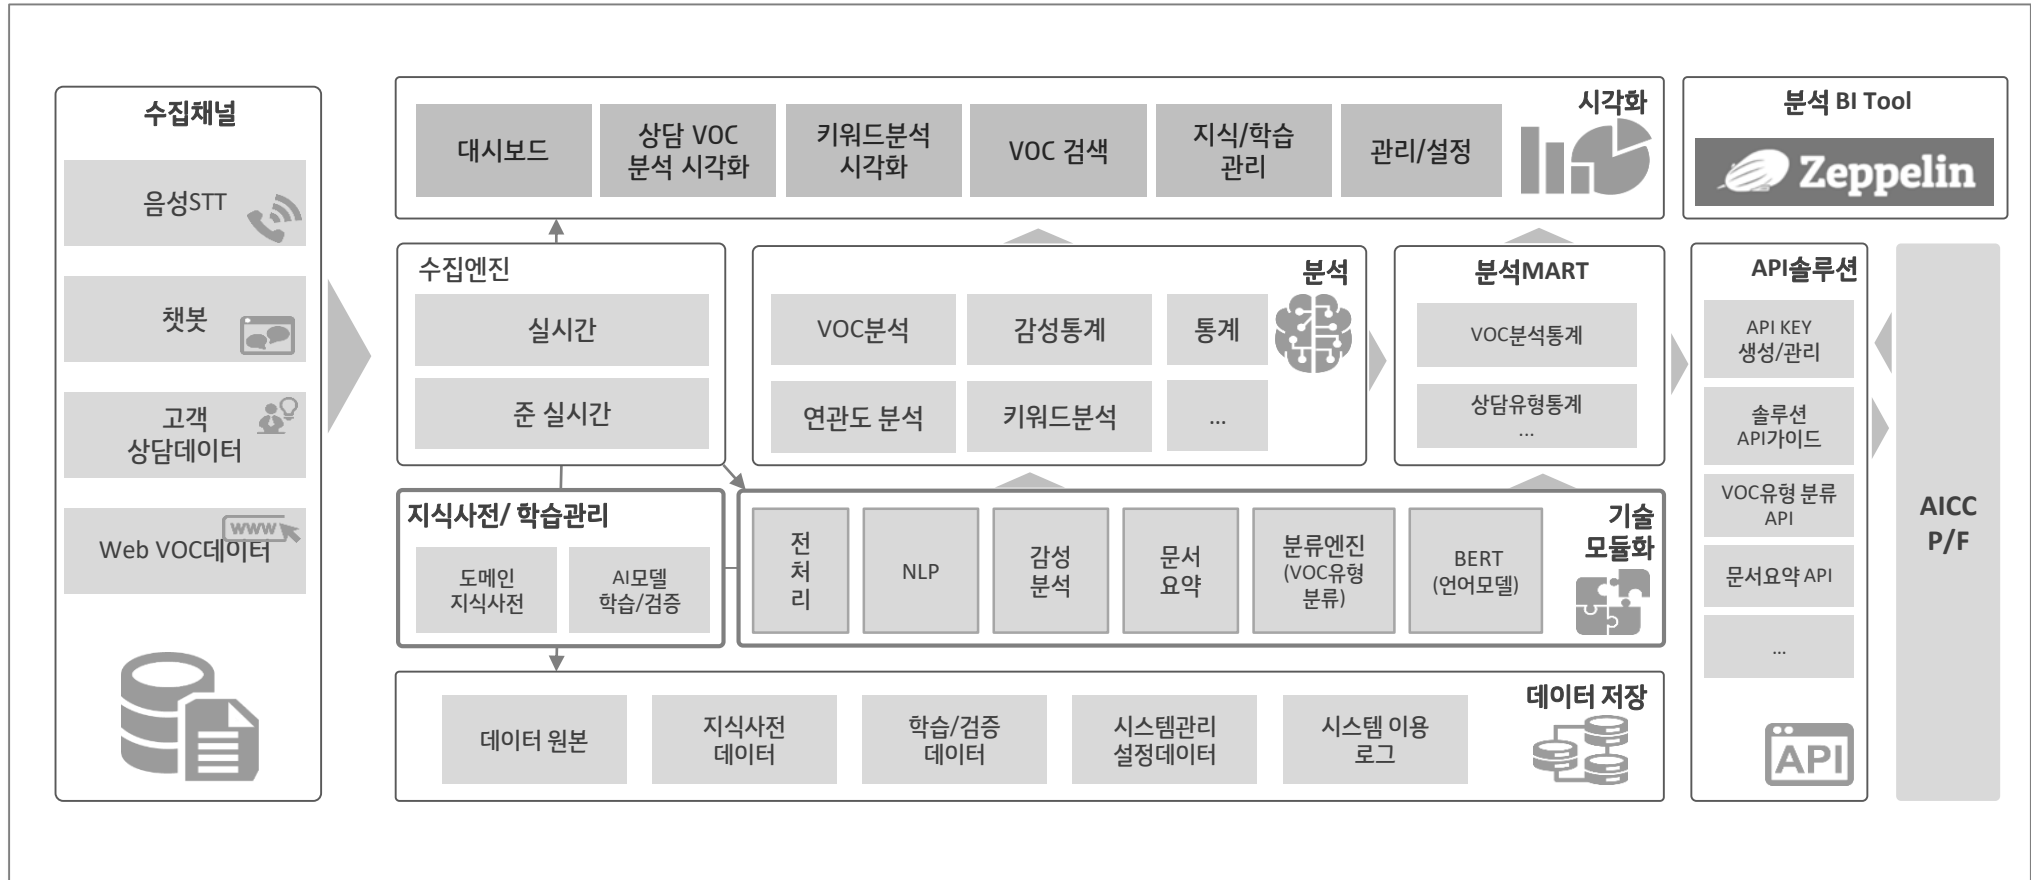 수집채널
음성STT
챗봇
고객
상담데이터
WWW
Web VOC데이터
대시보드
상담 VOC
분석 시각화
키워드분석
시각화
VOC 검색
지식/학습
관리
관리/설정
시각화
분석 BI Tool
Zeppelin
수집엔진
실시간
준 실시간
분석
VOC분석
감성통계
통계
연관도 분석
키워드분석
...
분석MART
VOC분석통계
상담유형통계
...
지식사전/ 학습관리
도메인
지식사전
AI모델
학습/검증
기술
모듈화
전
처
리
NLP
감성
분석
문서
요약
분류엔진
(VOC유형
분류)
BERT
(언어모델)
데이터 저장
데이터 원본
지식사전
데이터
학습/검증
데이터
시스템관리
설정데이터
시스템 이용
로그
API솔루션
API KEY
생성/관리
솔루션
API가이드
VOC유형 분류
API
문서요약 API
...
API
AICC
P/F